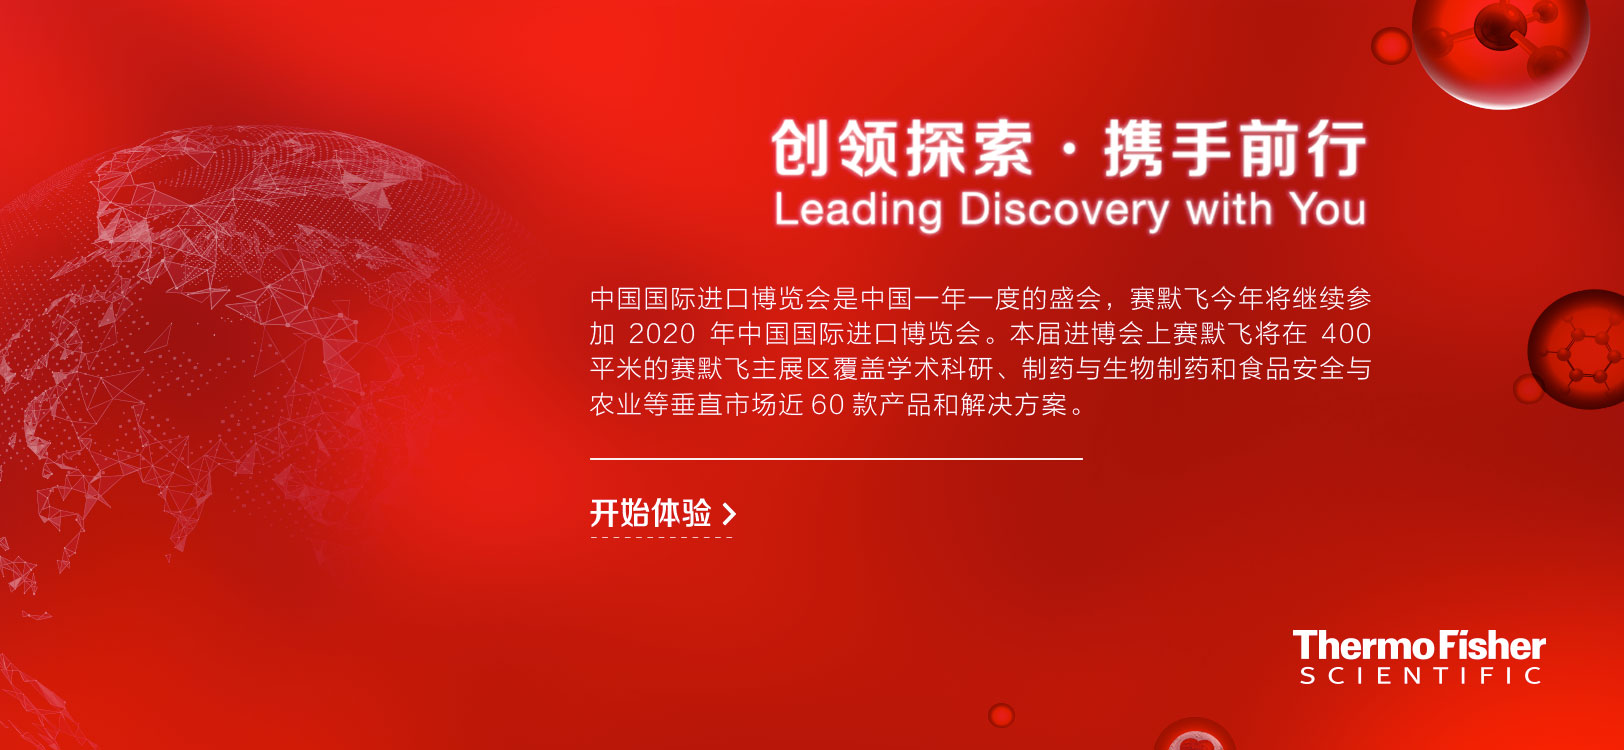 创领探索·携手前行
Leading Discovery with You
中国国际进口博览会是中国一年一度的盛会，赛默飞今年将继续参
加 2020 年中国国际进口博览会。本届进博会上赛默飞将在 400
平米的赛默飞主展区覆盖学术科研、制药与生物制药和食品安全与
农业等垂直市场近 60 款产品和解决方案。
开始体验
ThermoFisher
SCIENTIFIC